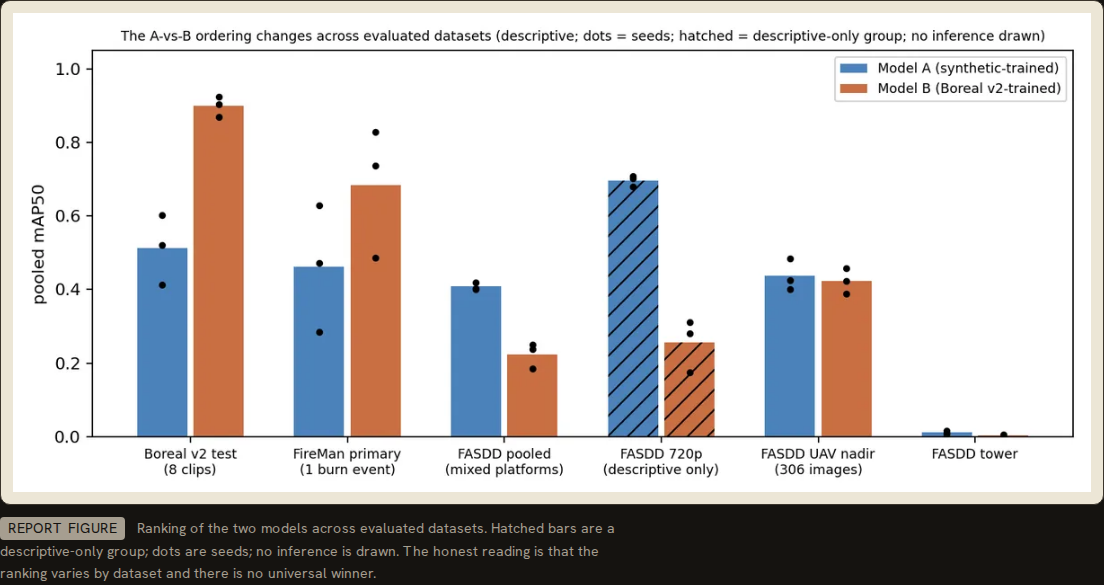 The A-vs-B ordering changes across evaluated datasets (descriptive; dots = seeds; hatched = descriptive-only group; no inference drawn)
Model A (synthetic-trained)
Model B (Boreal v2-trained)
pooled mAP50
1.0
0.8
0.6
0.4
0.2
0.0
Boreal v2 test
(8 clips)
FireMan primary
(1 burn event)
FASDD pooled
(mixed platforms)
FASDD 720p
(descriptive only)
FASDD UAV nadir
(306 images)
FASDD tower
REPORT FIGURE Ranking of the two models across evaluated datasets. Hatched bars are a
descriptive-only group; dots are seeds; no inference is drawn. The honest reading is that the
ranking varies by dataset and there is no universal winner.